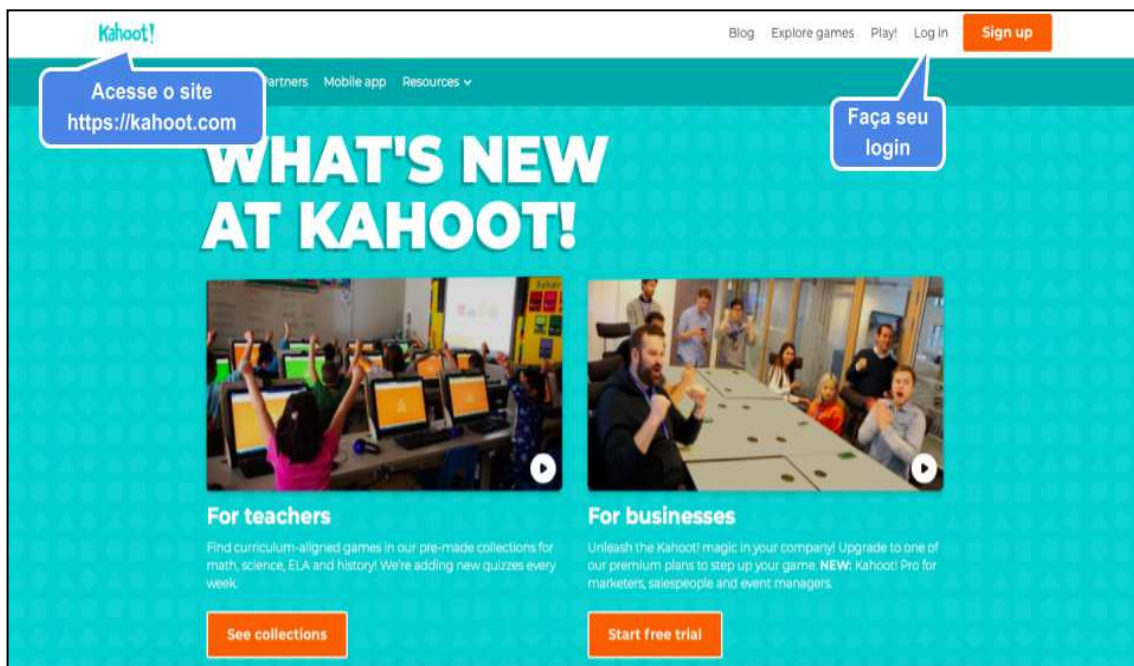 Kahoot!
Blog Explore games Play! Log in Sign up
Acesse o site
https://kahoot.com
Partners Mobile app Resources
Faça seu
login
WHAT'S NEW
AT KAHOOT!
For teachers
Find curriculum-aligned games in our pre-made collections for
math, science, ELA and history! We're adding new quizzes every
week.
See collections
For businesses
Unleash the Kahoot! magic in your company! Upgrade to one of
our premium plans to step up your game. NEW: Kahoot! Pro for
marketers, salespeople and event managers.
Start free trial